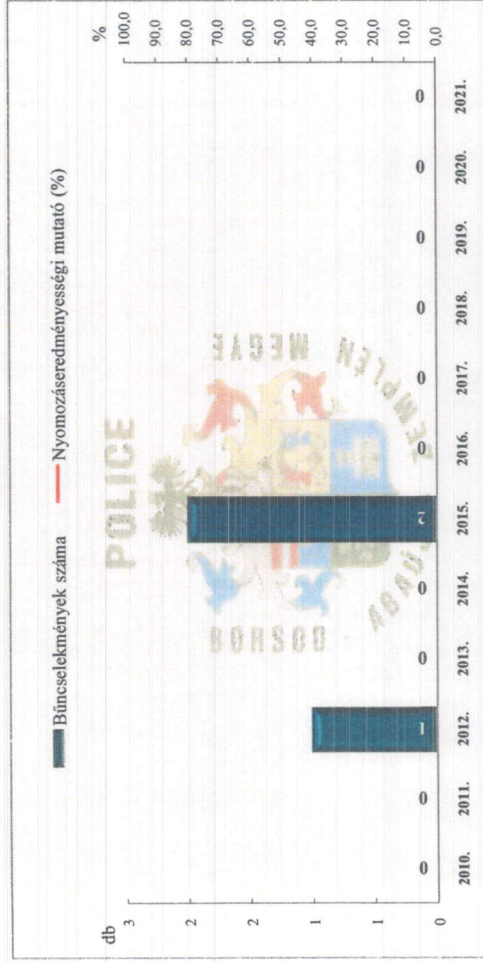 Bűncselekmények száma
Nyomozáseredményességi mutató (%)
db
%
3
2
2
1
1
0
100,0
90,0
80,0
70,0
60,0
50,0
40,0
30,0
20,0
10,0
0,0
POLICE
BORSOD
ABAÚJ
ZEMPLÉN
MEGYE
0 0 1 0 0 2 0 0 0 0 0 0
2010. 2011. 2012. 2013. 2014. 2015. 2016. 2017. 2018. 2019. 2020. 2021.